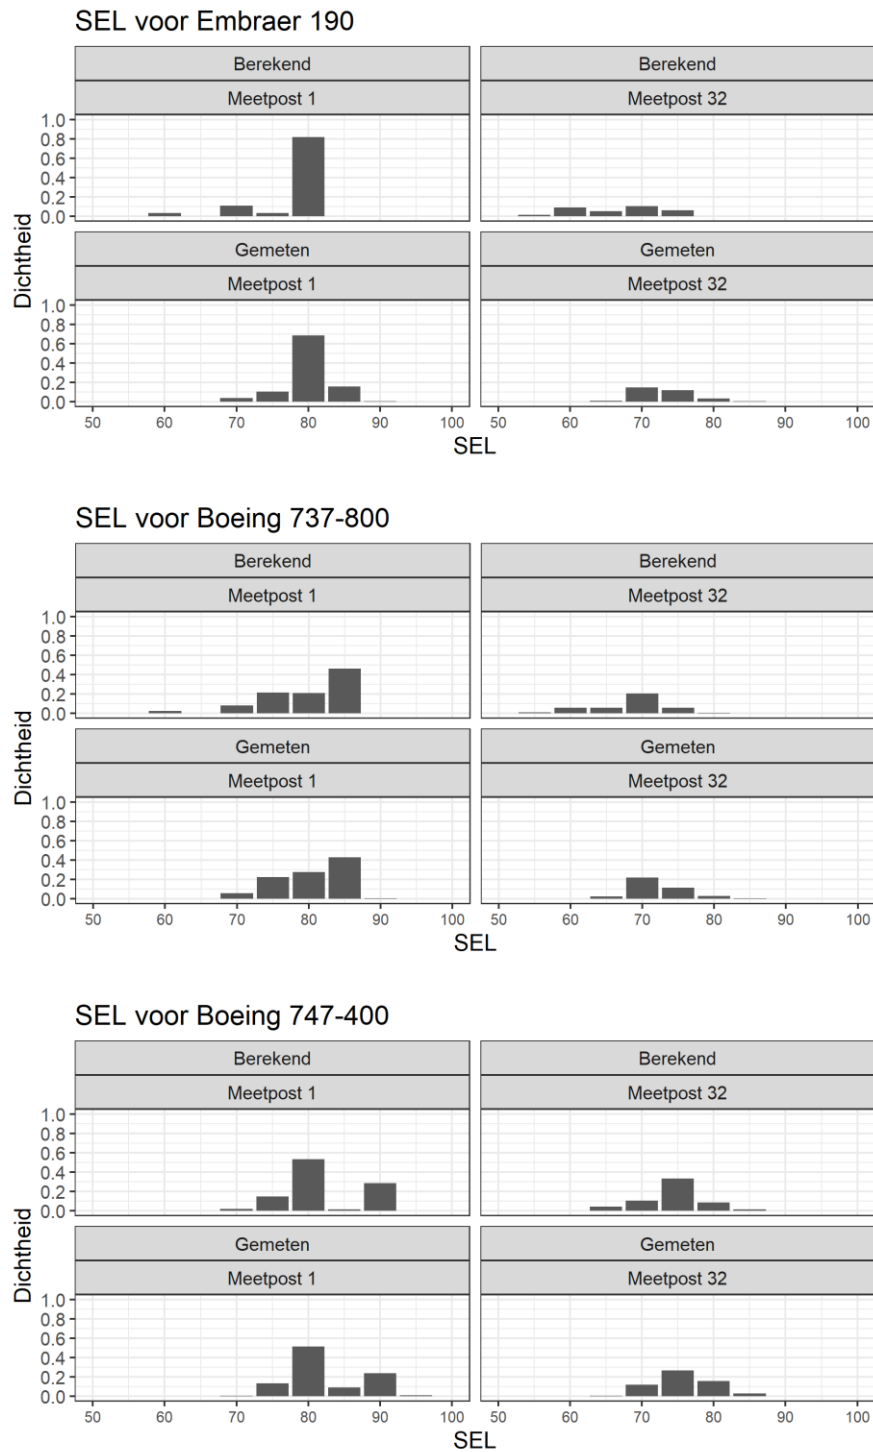 SEL voor Embraer 190
Berekend
Berekend
Meetpost 1
Meetpost 32
1.0
0.8
0.6
0.4
0.2
0.0
Gemeten
Gemeten
Meetpost 1
Meetpost 32
1.0
0.8
0.6
0.4
0.2
0.0
Dichtheid
50 60 70 80 90 100
50 60 70 80 90 100
SEL
SEL voor Boeing 737-800
Berekend
Berekend
Meetpost 1
Meetpost 32
1.0
0.8
0.6
0.4
0.2
0.0
Gemeten
Gemeten
Meetpost 1
Meetpost 32
1.0
0.8
0.6
0.4
0.2
0.0
Dichtheid
50 60 70 80 90 100
50 60 70 80 90 100
SEL
SEL voor Boeing 747-400
Berekend
Berekend
Meetpost 1
Meetpost 32
1.0
0.8
0.6
0.4
0.2
0.0
Gemeten
Gemeten
Meetpost 1
Meetpost 32
1.0
0.8
0.6
0.4
0.2
0.0
Dichtheid
50 60 70 80 90 100
50 60 70 80 90 100
SEL